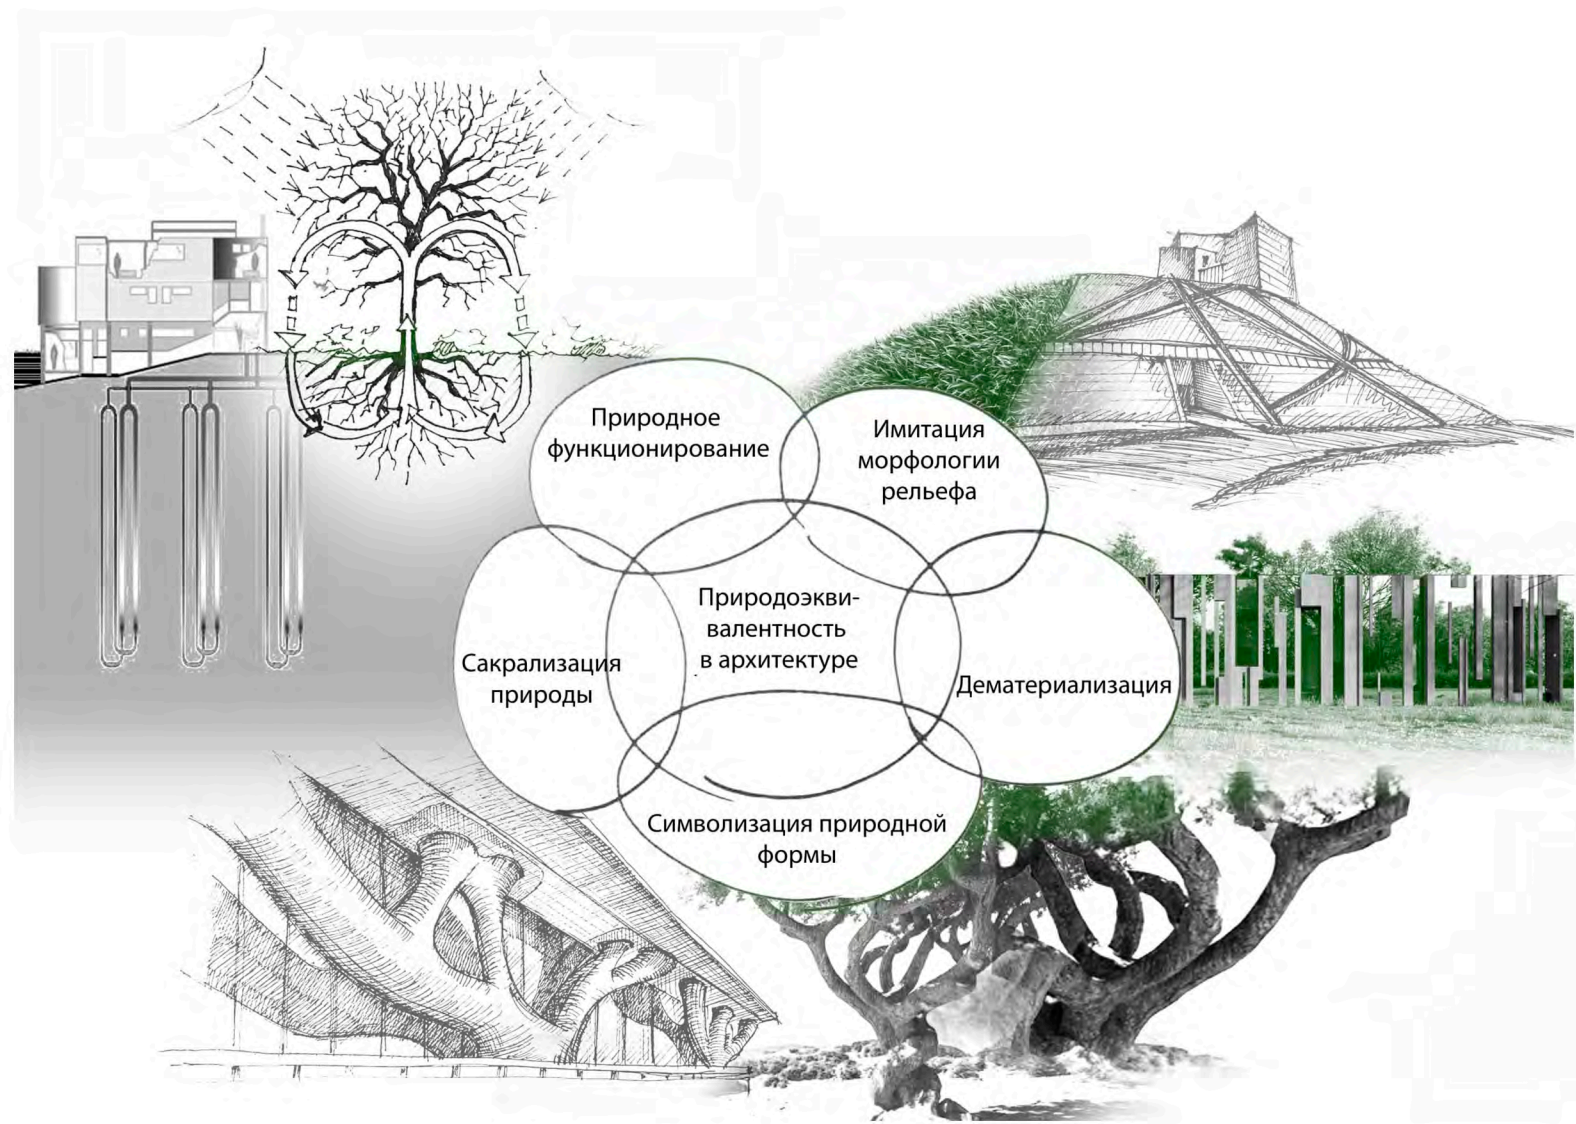 Природное
функционирование
Имитация
морфологии
рельефа
Природоэкви-
валентность
в архитектуре
Сакрализация
природы
Дематериализация
Символизация природной
формы